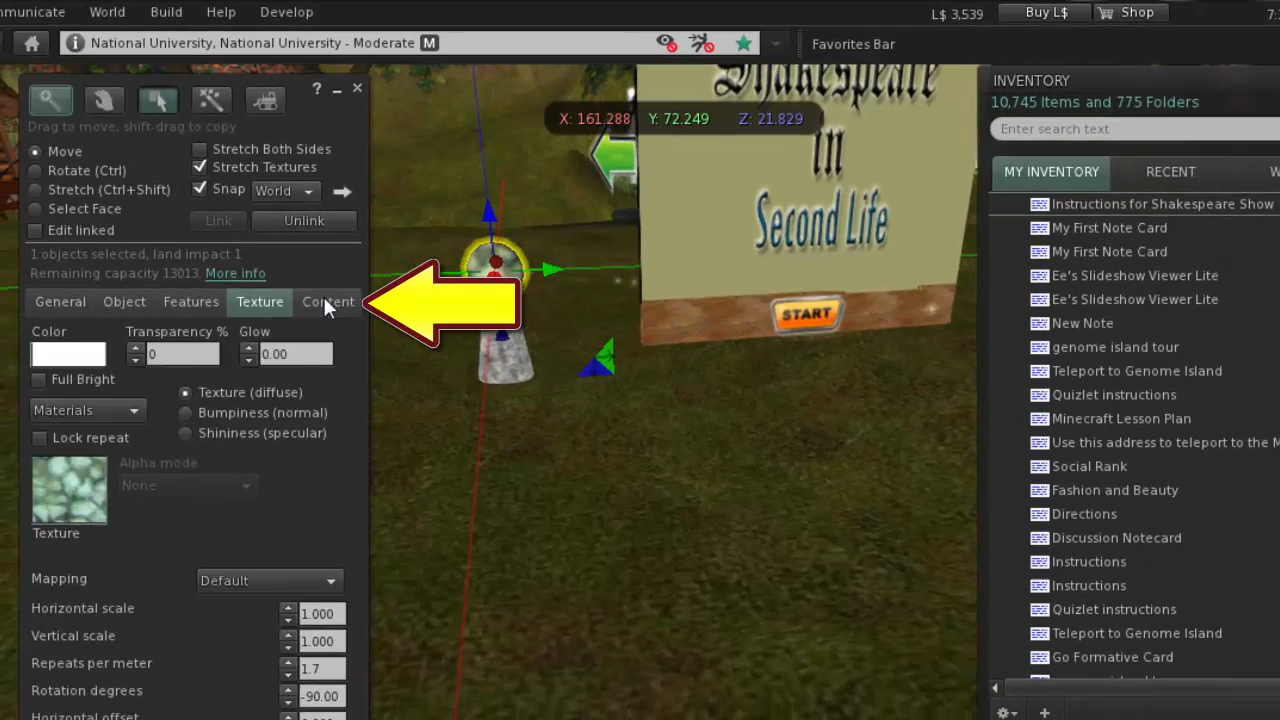 mmunicate World Build Help Develop L$ 3,539 Buy L$ Shop
National University, National University - Moderate M Favorites Bar
?
Drag to move, shift-drag to copy
Move
Rotate (Ctrl)
Stretch (Ctrl+Shift)
Select Face
Edit linked
Stretch Both Sides
Stretch Textures
Snap World
Link Unlink
1 objects selected, land impact 1
Remaining capacity 13013. More info
General Object Features Texture Content
Color Transparency % Glow
0 0.00
Full Bright
Materials
Lock repeat
Texture (diffuse)
Bumpiness (normal)
Shininess (specular)
Alpha mode
None
Texture
Mapping Default
Horizontal scale 1.000
Vertical scale 1.000
Repeats per meter 1.7
Rotation degrees -90.00
Horizontal offset
X: 161.288 Y: 72.249 Z: 21.829
Shakespeare
in
Second Life
START
INVENTORY
10,745 Items and 775 Folders
Enter search text
MY INVENTORY RECENT W
Instructions for Shakespeare Show
My First Note Card
My First Note Card
Ee's Slideshow Viewer Lite
Ee's Slideshow Viewer Lite
New Note
genome island tour
Teleport to Genome Island
Quizlet instructions
Minecraft Lesson Plan
Use this address to teleport to the M
Social Rank
Fashion and Beauty
Directions
Discussion Notecard
Instructions
Instructions
Quizlet instructions
Teleport to Genome Island
Go Formative Card